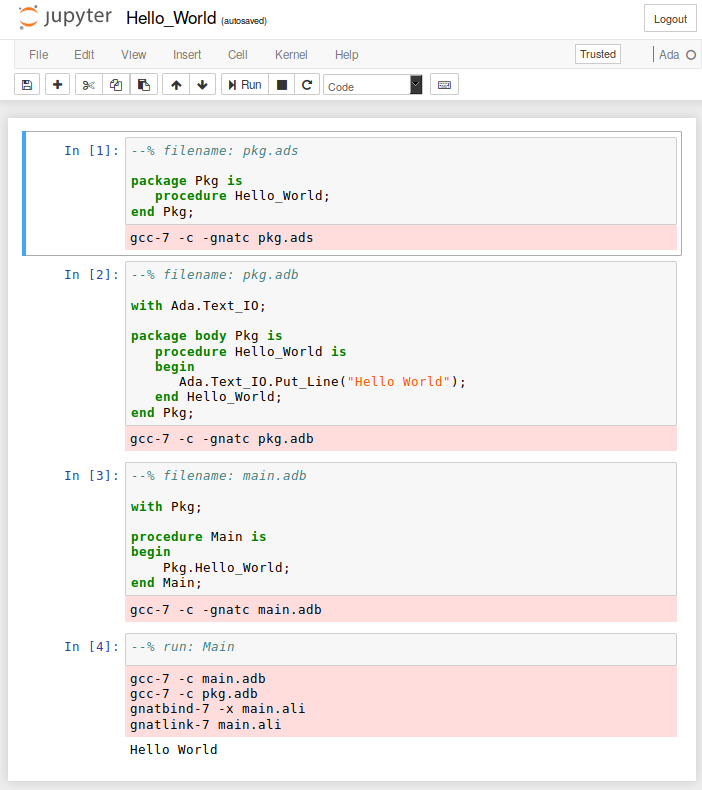 jupyter Hello_World (autosaved) Logout
File Edit View Insert Cell Kernel Help Trusted Ada
Run Code
In [1]: --% filename: pkg.ads
package Pkg is
procedure Hello_World;
end Pkg;
gcc-7 -c -gnatc pkg.ads
In [2]: --% filename: pkg.adb
with Ada.Text_IO;
package body Pkg is
procedure Hello_World is
begin
Ada.Text_IO.Put_Line("Hello World");
end Hello_World;
end Pkg;
gcc-7 -c -gnatc pkg.adb
In [3]: --% filename: main.adb
with Pkg;
procedure Main is
begin
Pkg.Hello_World;
end Main;
gcc-7 -c -gnatc main.adb
In [4]: --% run: Main
gcc-7 -c main.adb
gcc-7 -c pkg.adb
gnatbind-7 -x main.ali
gnatlink-7 main.ali
Hello World